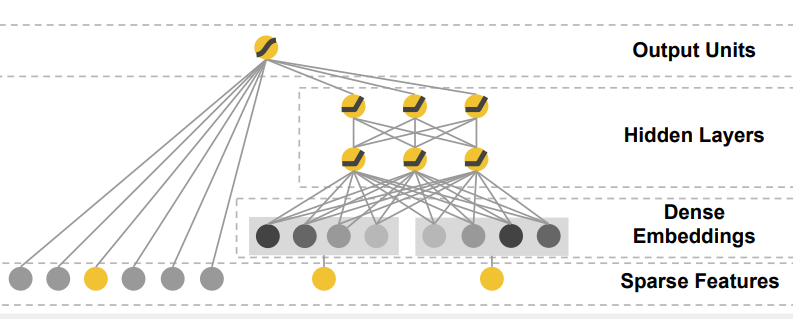 Output Units
Hidden Layers
Dense
Embeddings
Sparse Features